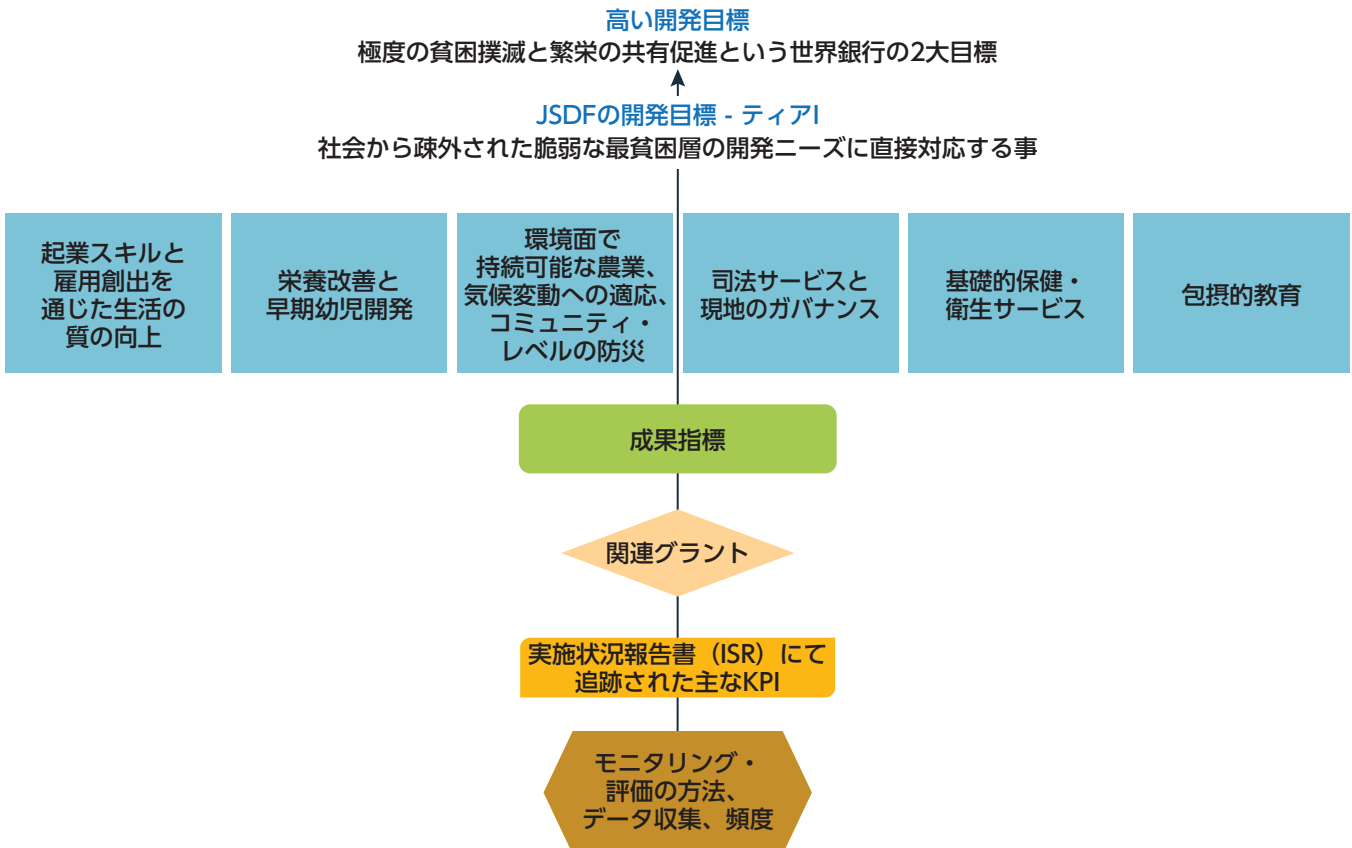 高い開発目標
極度の貧困撲滅と繁栄の共有促進という世界銀行の2大目標
JSDFの開発目標 - ティアI
社会から疎外された脆弱な最貧困層の開発ニーズに直接対応する事
起業スキルと
雇用創出を
通じた生活の
質の向上
栄養改善と
早期幼児開発
環境面で
持続可能な農業、
気候変動への適応、
コミュニティ・
レベルの防災
司法サービスと
現地のガバナンス
基礎的保健・
衛生サービス
包摂的教育
成果指標
関連グラント
実施状況報告書（ISR）にて
追跡された主なKPI
モニタリング・
評価の方法、
データ収集、頻度